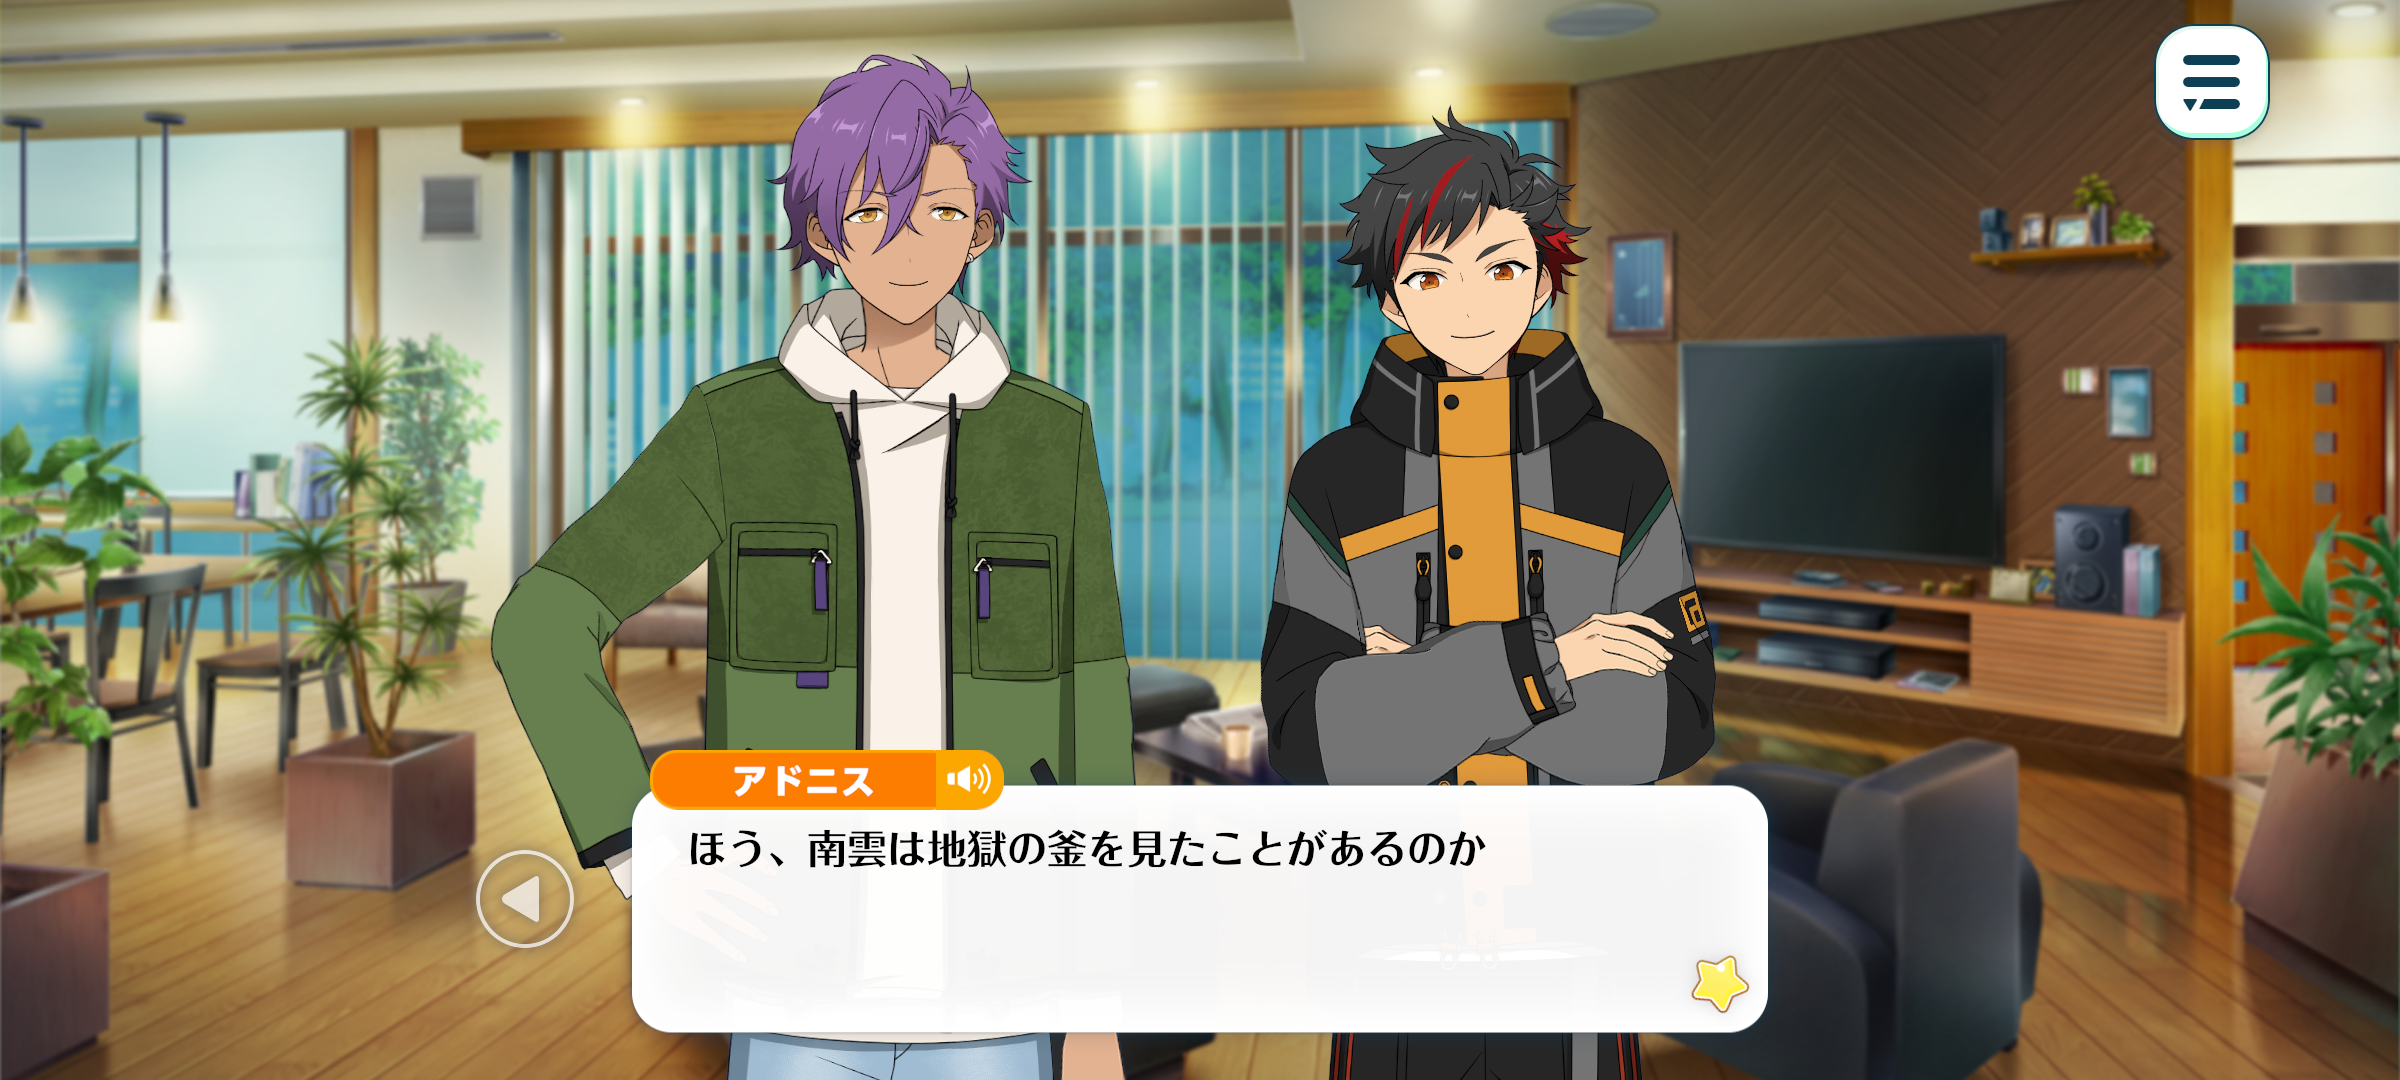 アドニス
ほう、南雲は地獄の釜を見たことがあるのか